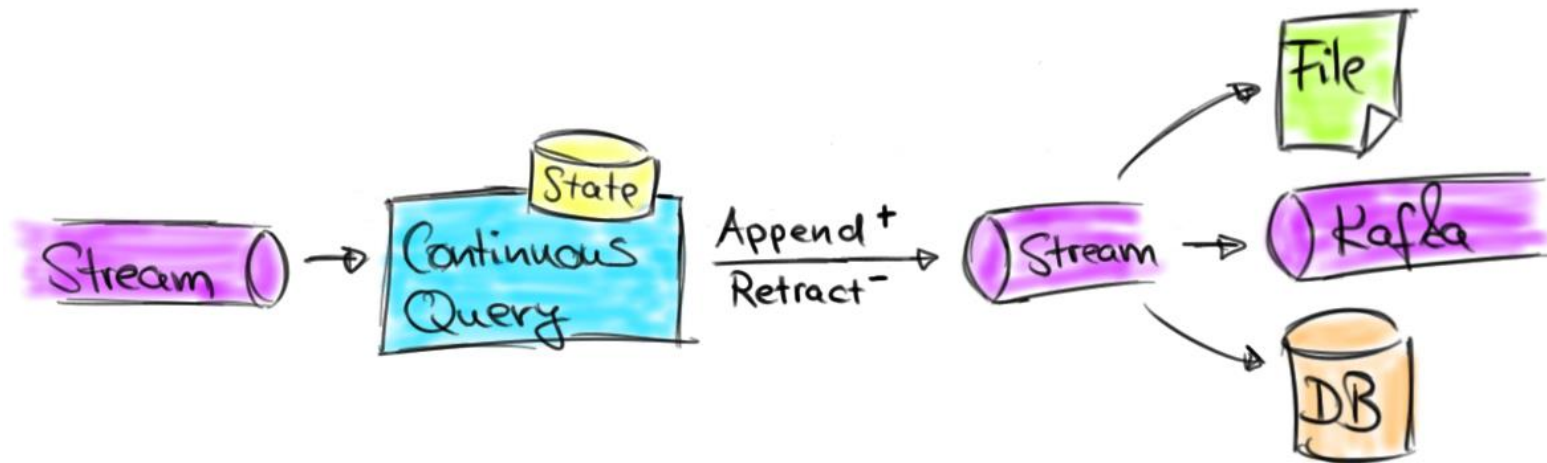 Stream
State
Continuous
Query
Append+
Retract-
Stream
File
Kafka
DB